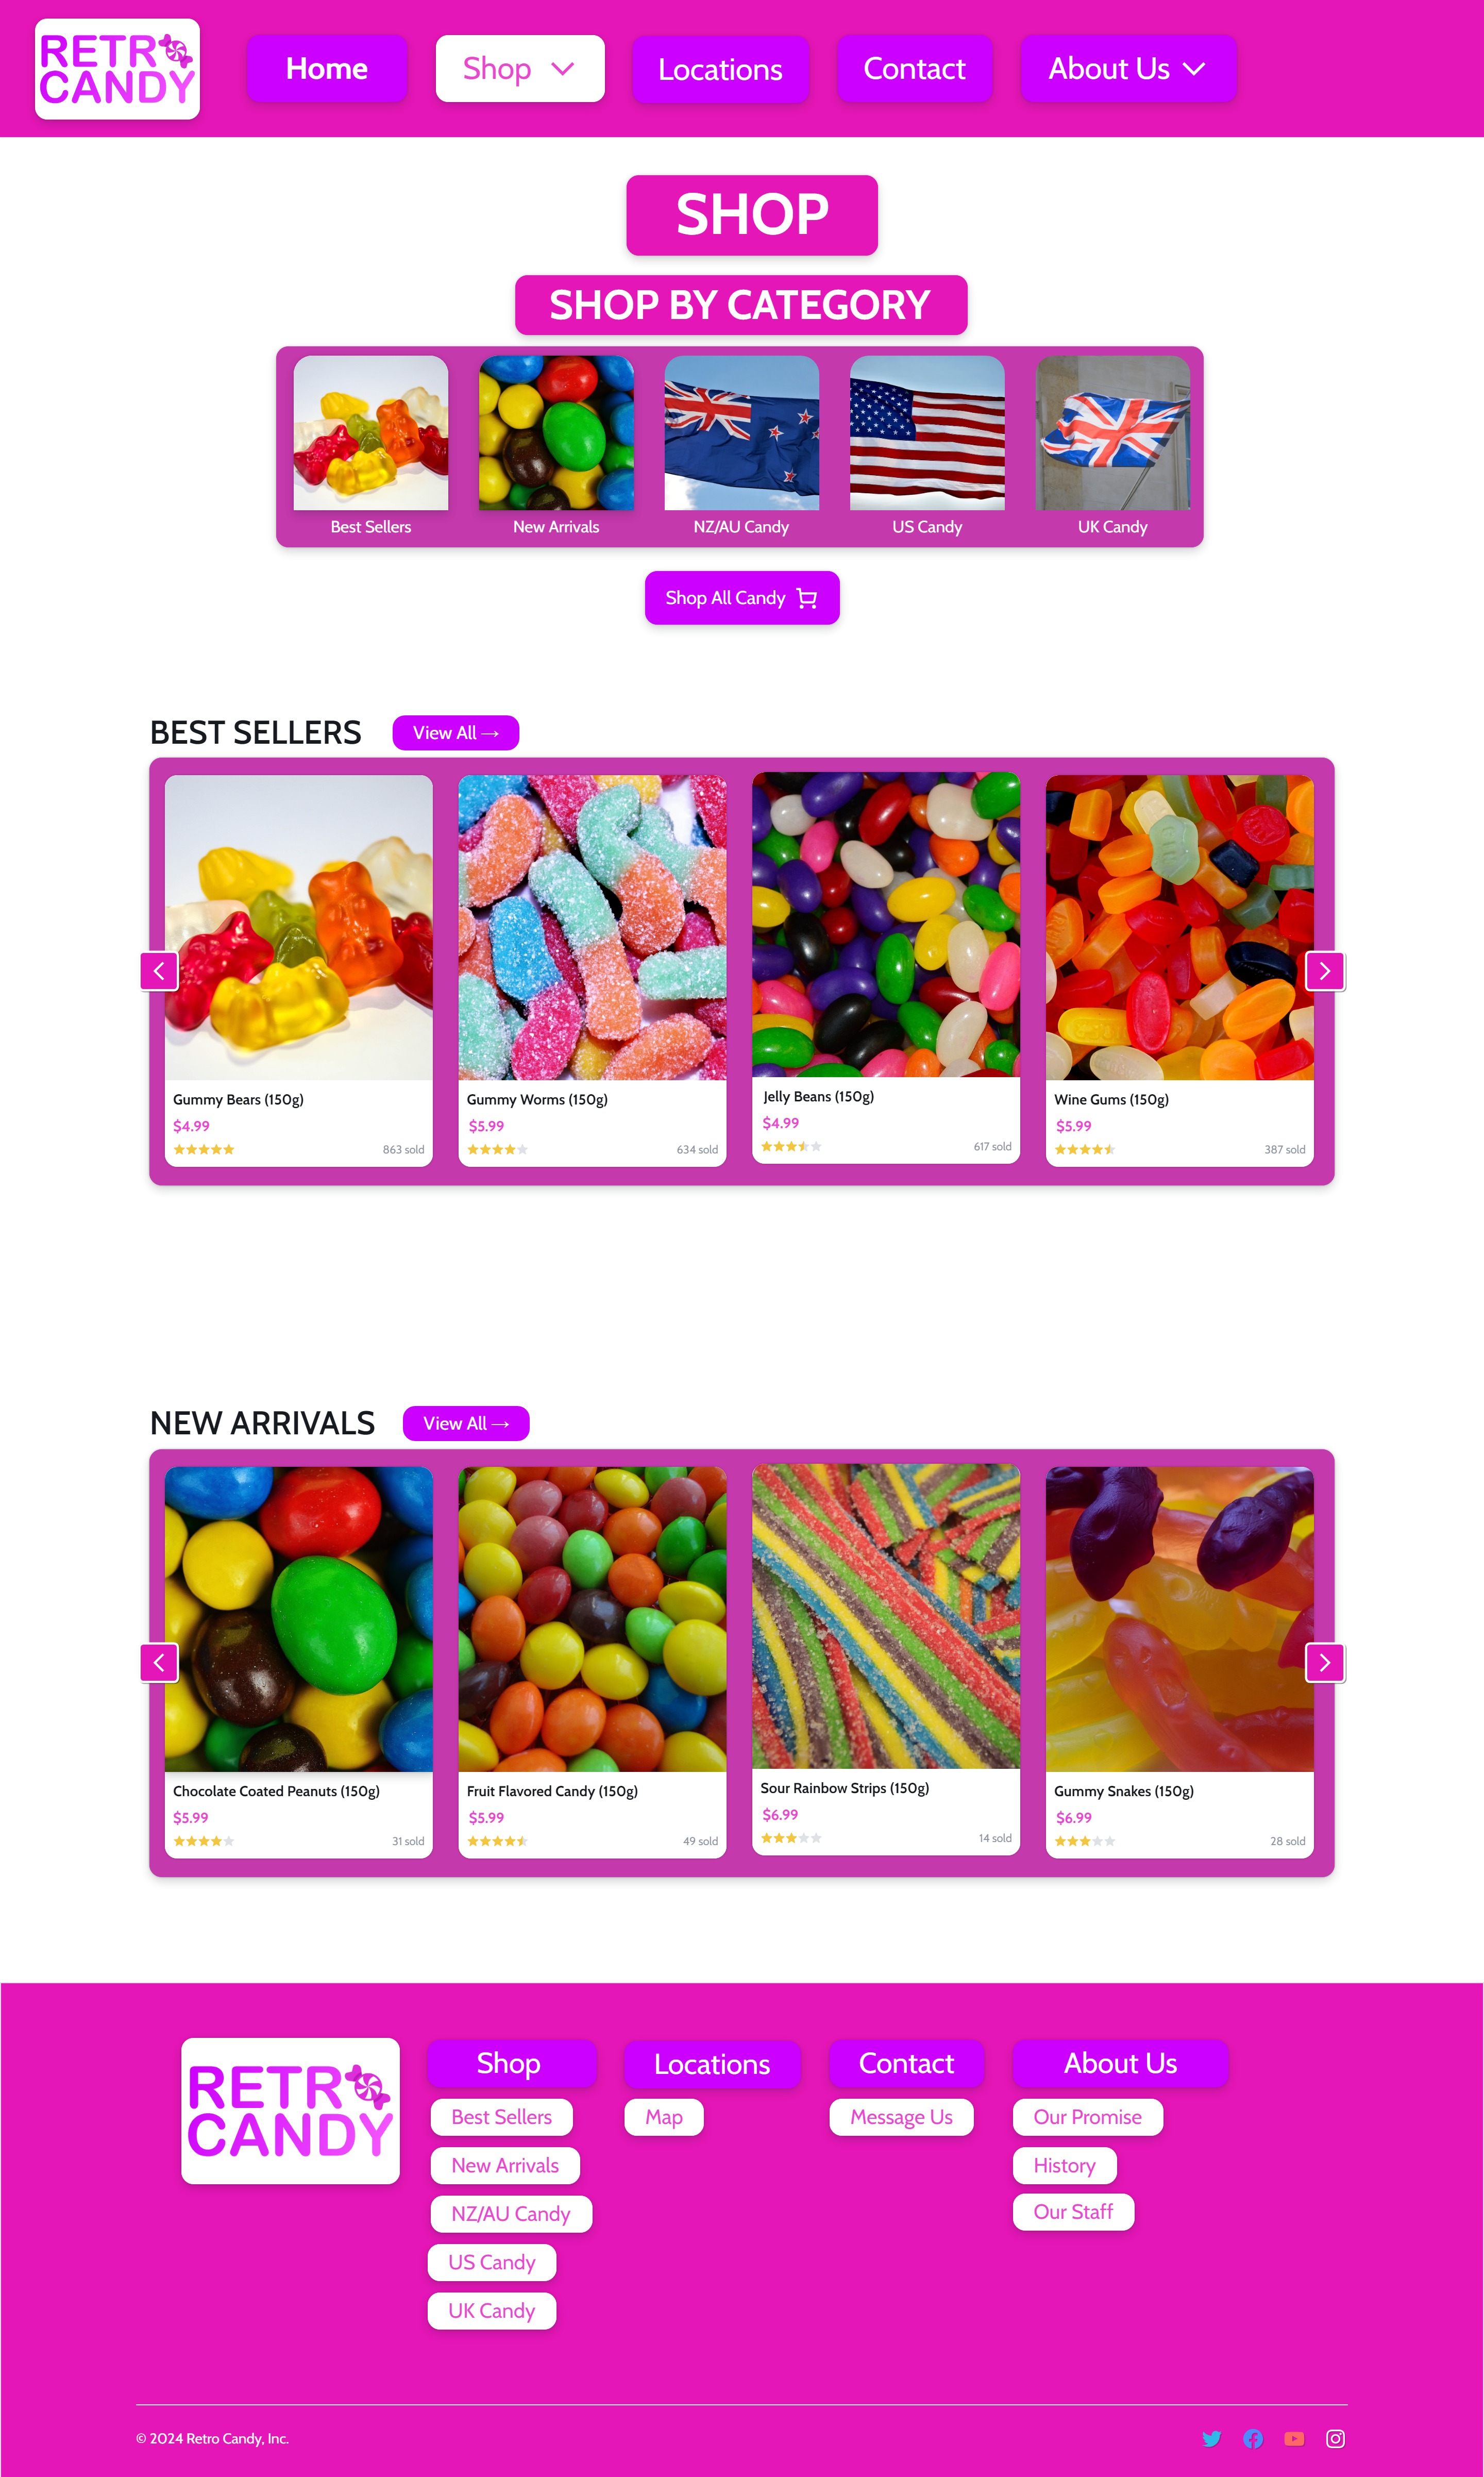 RETRO
CANDY
Home
Shop
Locations
Contact
About Us
SHOP
SHOP BY CATEGORY
Best Sellers
New Arrivals
NZ/AU Candy
US Candy
UK Candy
Shop All Candy
BEST SELLERS
View All →
Gummy Bears (150g)
$4.99
863 sold
Gummy Worms (150g)
$5.99
634 sold
Jelly Beans (150g)
$4.99
617 sold
Wine Gums (150g)
$5.99
387 sold
NEW ARRIVALS
View All →
Chocolate Coated Peanuts (150g)
$5.99
31 sold
Fruit Flavored Candy (150g)
$5.99
49 sold
Sour Rainbow Strips (150g)
$6.99
14 sold
Gummy Snakes (150g)
$6.99
28 sold
RETRO
CANDY
Shop
Best Sellers
New Arrivals
NZ/AU Candy
US Candy
UK Candy
Locations
Map
Contact
Message Us
About Us
Our Promise
History
Our Staff
© 2024 Retro Candy, Inc.